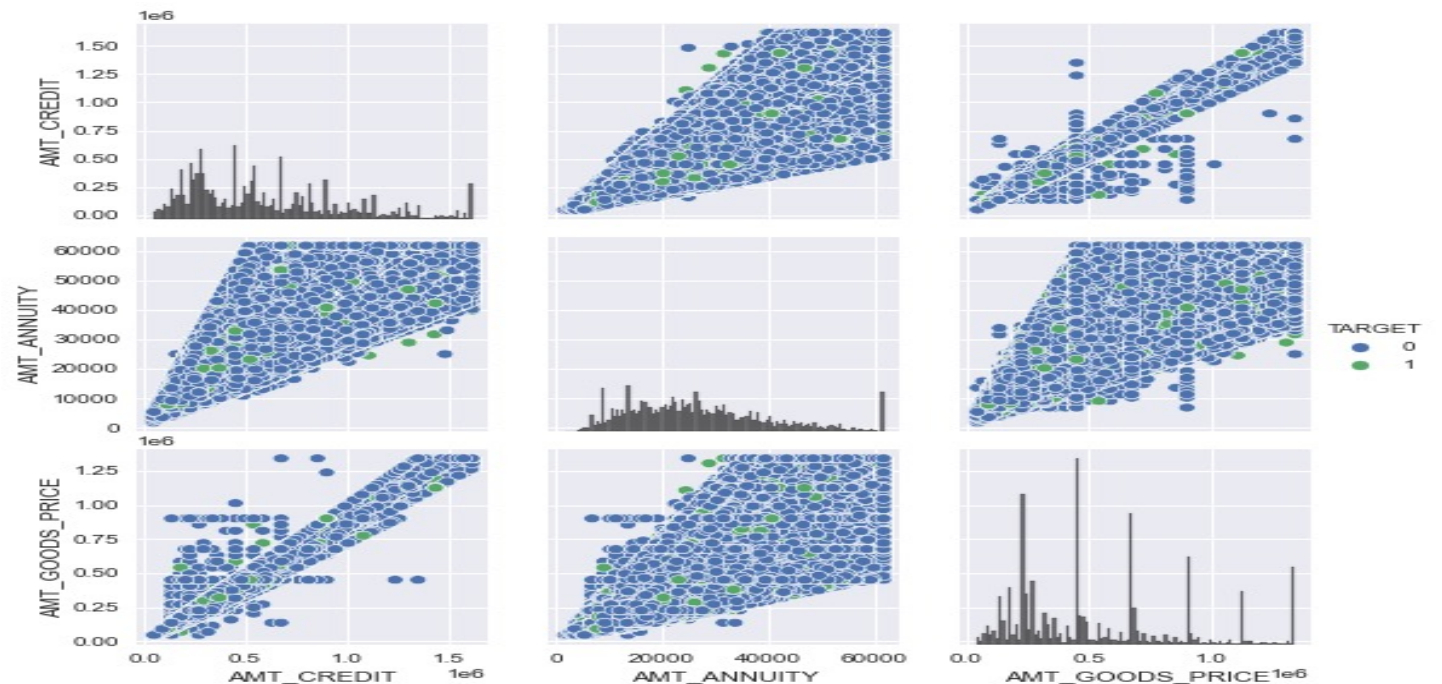 1e6
AMT_CREDIT
1.50
1.25
1.00
0.75
0.50
0.25
0.00
AMT_ANNUITY
60000
50000
40000
30000
20000
10000
0
TARGET
0
1
1e6
AMT_GOODS_PRICE
1.25
1.00
0.75
0.50
0.25
0.00
0.0 0.5 1.0 1.5
AMT_CREDIT 1e6
0 20000 40000 60000
AMT_ANNUITY
0.0 0.5 1.0
AMT_GOODS_PRICE 1e6